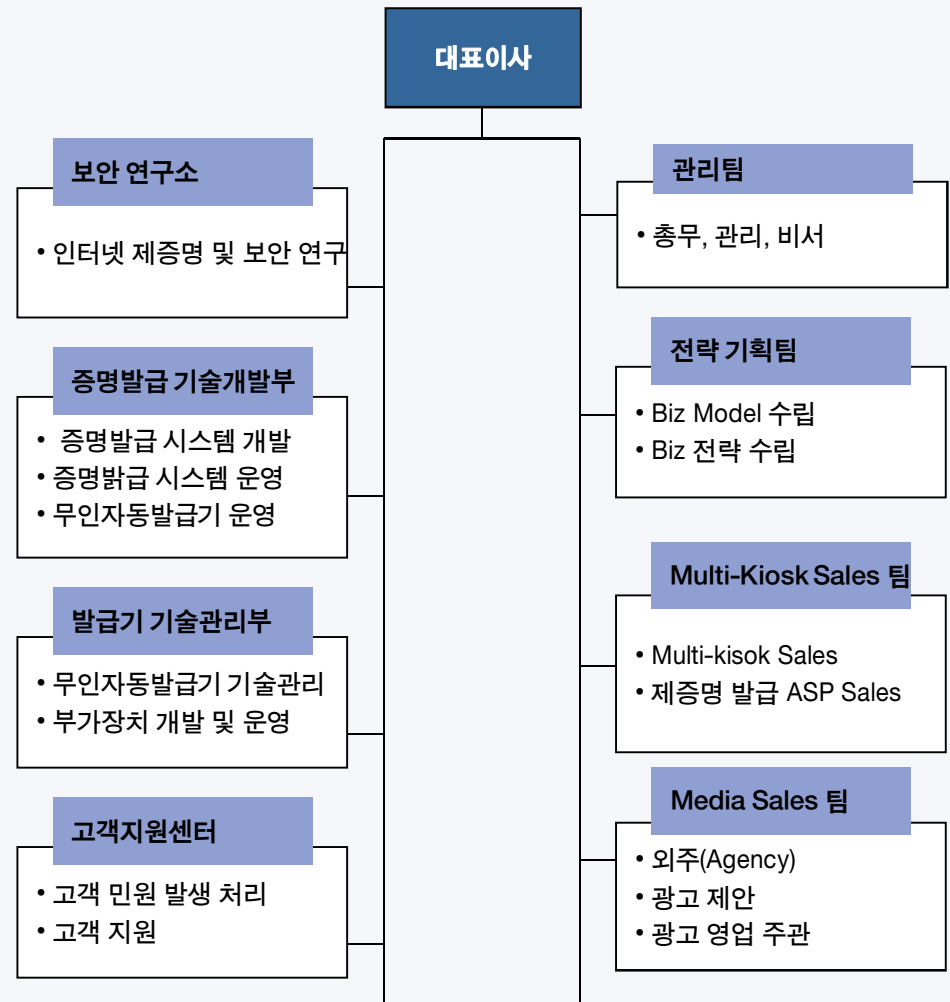 대표이사
보안 연구소
• 인터넷 제증명 및 보안 연구
증명발급 기술개발부
• 증명발급 시스템 개발
• 증명밝급 시스템 운영
• 무인자동발급기 운영
발급기 기술관리부
• 무인자동발급기 기술관리
• 부가장치 개발 및 운영
고객지원센터
• 고객 민원 발생 처리
• 고객 지원
관리팀
• 총무, 관리, 비서
전략 기획팀
• Biz Model 수립
• Biz 전략 수립
Multi-Kiosk Sales 팀
• Multi-kisok Sales
• 제증명 발급 ASP Sales
Media Sales 팀
• 외주(Agency)
• 광고 제안
• 광고 영업 주관